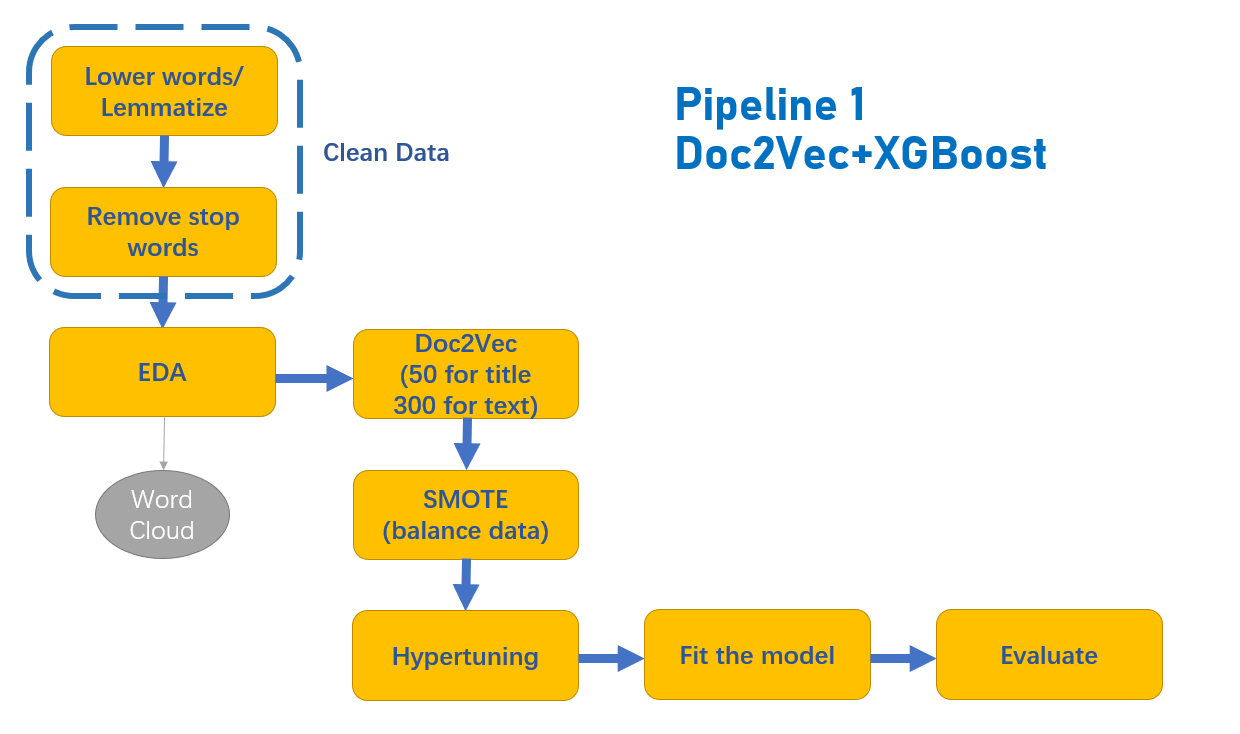 Lower words/
Lemmatize
Clean Data
Remove stop
words
Pipeline 1
Doc2Vec+XGBoost
EDA
Doc2Vec
(50 for title
300 for text)
Word
Cloud
SMOTE
(balance data)
Hypertuning
Fit the model
Evaluate